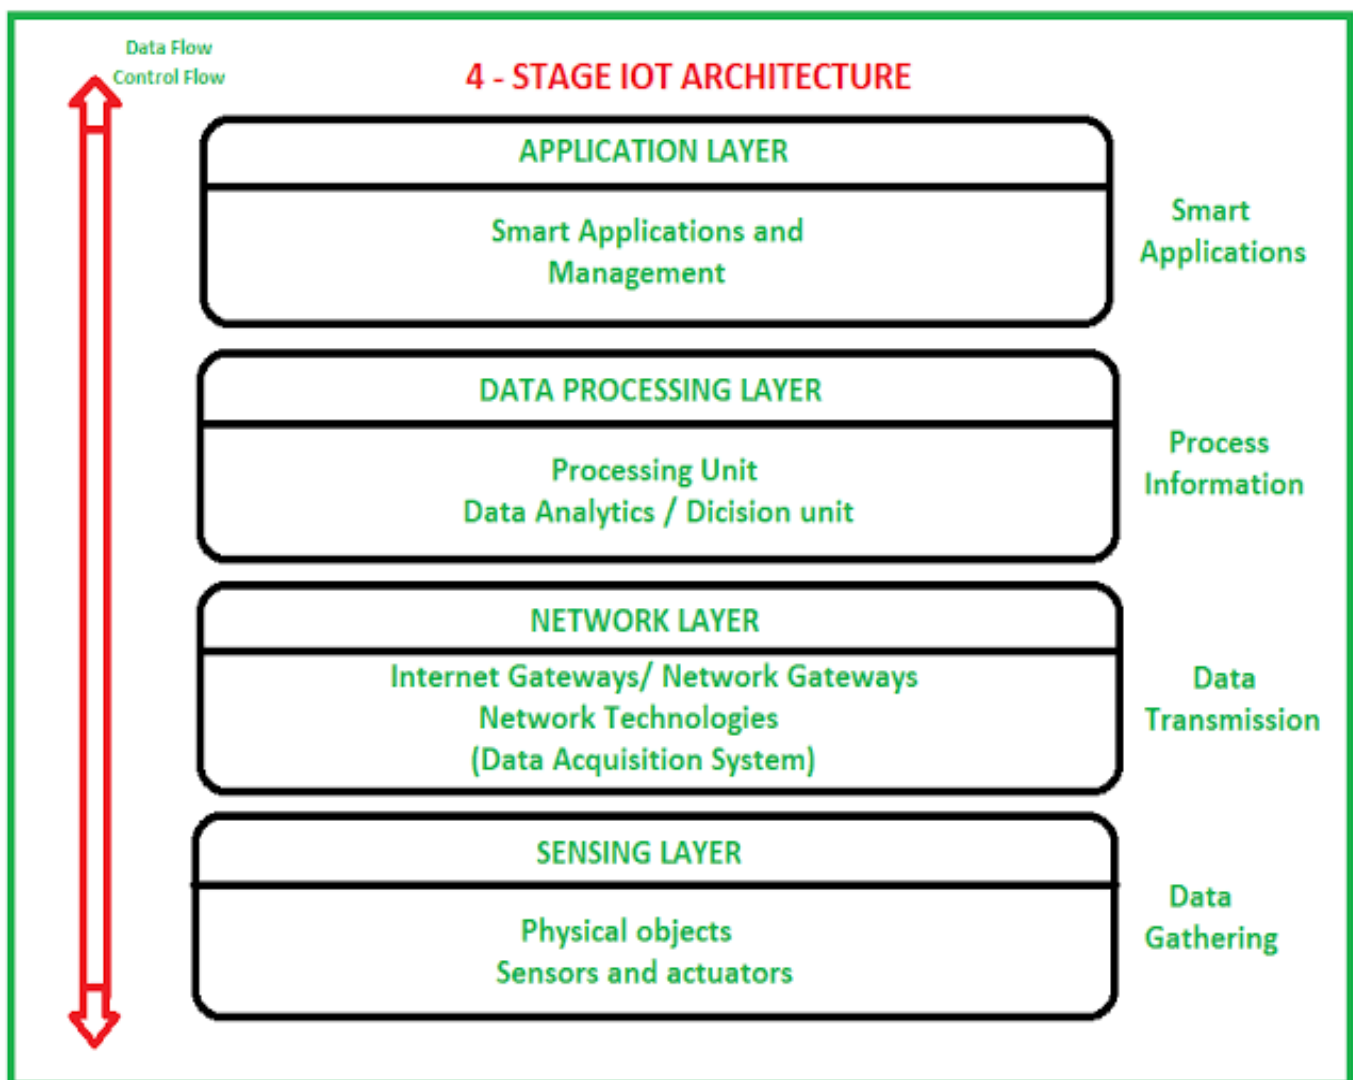 Data Flow
Control Flow
4 - STAGE IOT ARCHITECTURE
APPLICATION LAYER
Smart Applications and
Management
Smart
Applications
DATA PROCESSING LAYER
Processing Unit
Data Analytics / Dicision unit
Process
Information
NETWORK LAYER
Internet Gateways/ Network Gateways
Network Technologies
(Data Acquisition System)
Data
Transmission
SENSING LAYER
Physical objects
Sensors and actuators
Data
Gathering